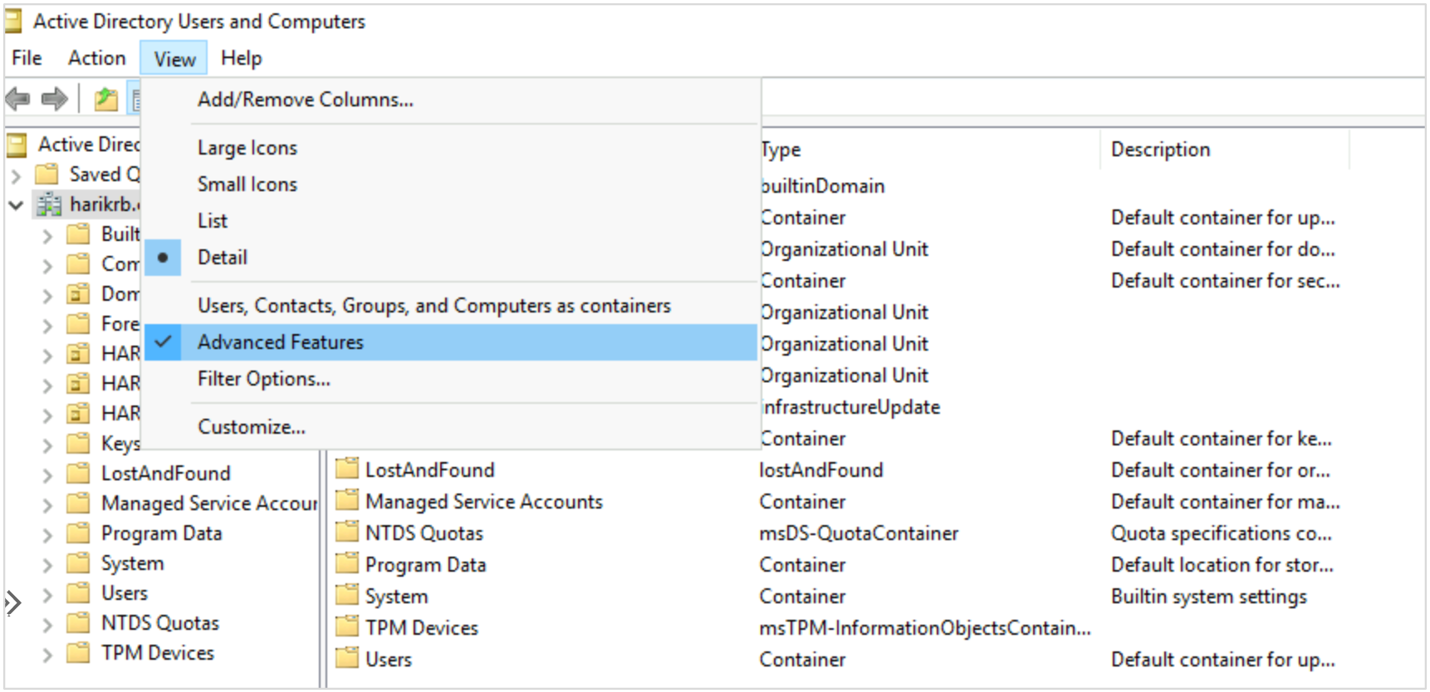 Active Directory Users and Computers
File Action View Help
Add/Remove Columns...
Large Icons
Small Icons
List
Detail
Users, Contacts, Groups, and Computers as containers
Advanced Features
Filter Options...
Customize...
Active Direc
Saved Q
harikrb.
Built
Com
Dom
Fore
HAR
HAR
HAR
Keys
LostAndFound
Managed Service Accour
Program Data
System
Users
NTDS Quotas
TPM Devices
Type Description
builtinDomain
Container Default container for up...
Organizational Unit Default container for do...
Container Default container for sec...
Organizational Unit
Organizational Unit
Organizational Unit
infrastructureUpdate
Container Default container for ke...
LostAndFound lostAndFound Default container for or...
Managed Service Accounts Container Default container for ma...
NTDS Quotas msDS-QuotaContainer Quota specifications co...
Program Data Container Default location for stor...
System Container Builtin system settings
TPM Devices msTPM-InformationObjectsContain...
Users Container Default container for up...